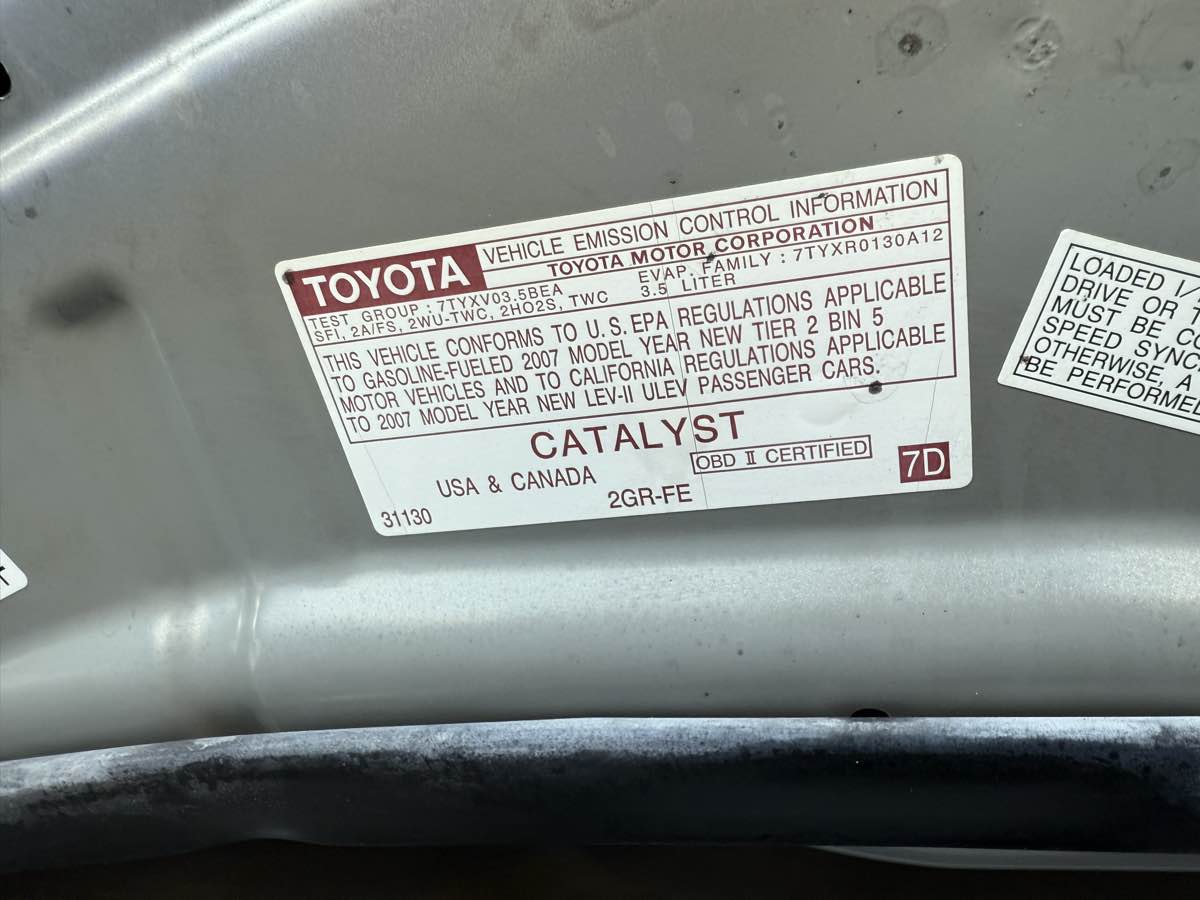 TOYOTA VEHICLE EMISSION CONTROL INFORMATION
TOYOTA MOTOR CORPORATION
TEST GROUP : 7TYXV03.5BEA EVAP. FAMILY : 7TYXR0130A12
SFI, 2A/FS, 2WU-TWC, 2HO2S, TWC 3.5 LITER
THIS VEHICLE CONFORMS TO U.S. EPA REGULATIONS APPLICABLE
TO GASOLINE-FUELED 2007 MODEL YEAR NEW TIER 2 BIN 5
MOTOR VEHICLES AND TO CALIFORNIA REGULATIONS APPLICABLE
TO 2007 MODEL YEAR NEW LEV-II ULEV PASSENGER CARS.
CATALYST
USA & CANADA OBD II CERTIFIED 7D
31130 2GR-FE
LOADED I/
DRIVE OR
MUST BE
SPEED
OTHERWISE, A
BE